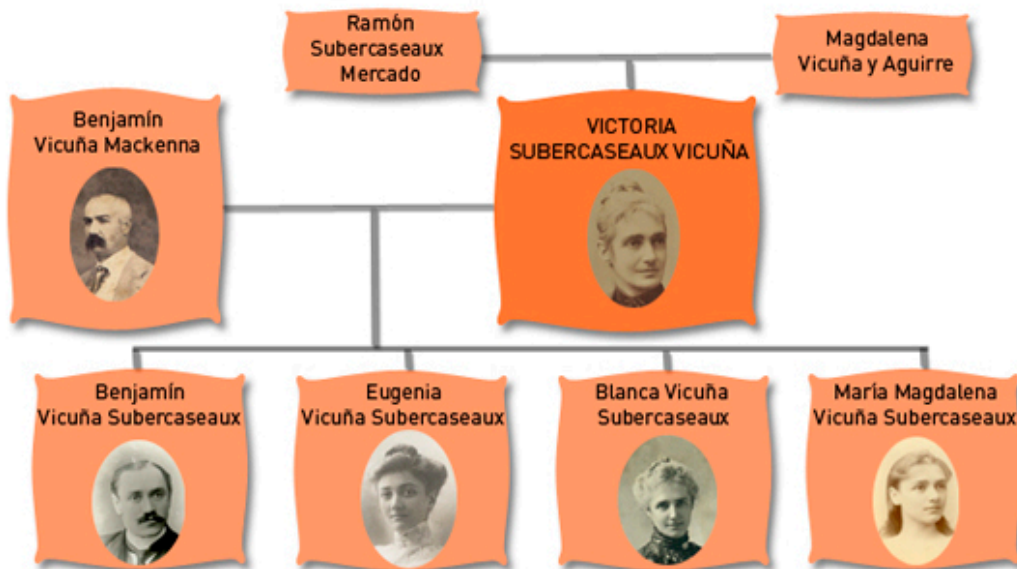 Ramón
Subercaseaux
Mercado
Magdalena
Vicuña y Aguirre
Benjamín
Vicuña Mackenna
VICTORIA
SUBERCASEAUX VICUÑA
Benjamín
Vicuña Subercaseaux
Eugenia
Vicuña Subercaseaux
Blanca Vicuña
Subercaseaux
María Magdalena
Vicuña Subercaseaux